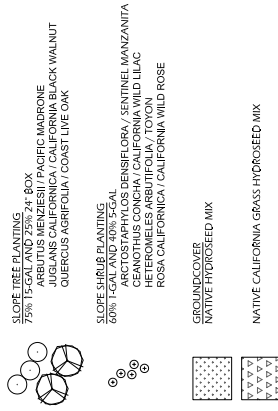 SLOPE TREE PLANTING
75% 1-GAL AND 25% 24" BOX
ARBUTUS MENZIESII / PACIFIC MADRONE
JUGLANS CALIFORNICA / CALIFORNIA BLACK WALNUT
QUERCUS AGRIFOLIA / COAST LIVE OAK
SLOPE SHRUB PLANTING
60% 1-GAL AND 40% 5-GAL
ARCTOSTAPHYLOS DENSIFLORA / SENTINEL MANZANITA
CEANOTHUS CONCHA / CALIFORNIA WILD LILAC
HETEROMELES ARBUTIIFOLIA / TOYON
ROSA CALIFORNICA / CALIFORNIA WILD ROSE
GROUNDCOVER
NATIVE HYDROSEED MIX
NATIVE CALIFORNIA GRASS HYDROSEED MIX